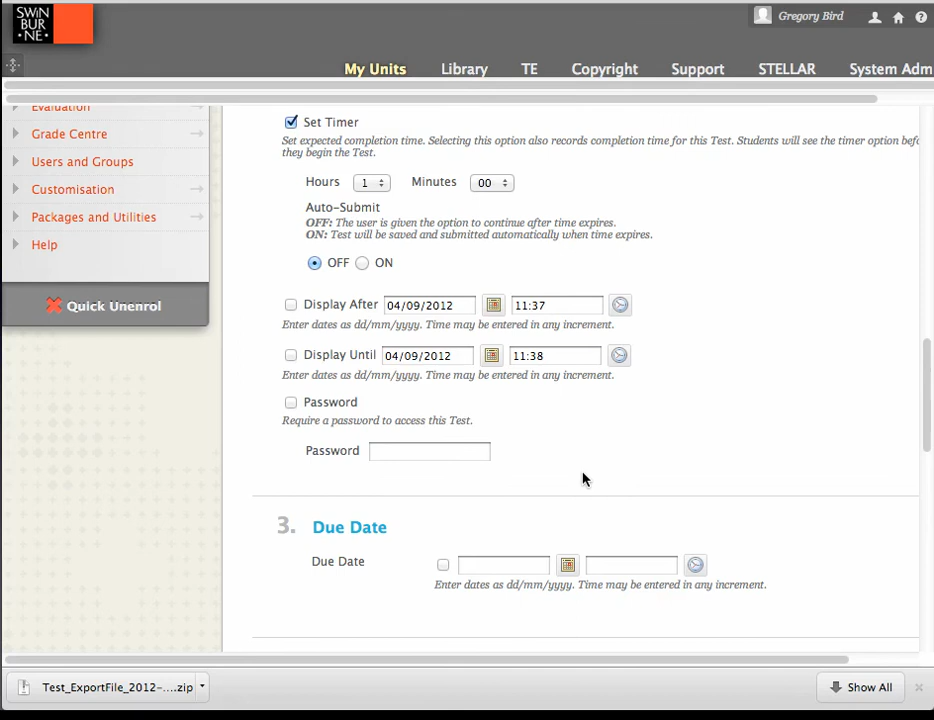 SWIN
BUR
NE
Gregory Bird
My Units Library TE Copyright Support STELLAR System Adm
Evaluation
Grade Centre
Users and Groups
Customisation
Packages and Utilities
Help
Quick Unenrol
Set Timer
Set expected completion time. Selecting this option also records completion time for this Test. Students will see the timer option befo
they begin the Test.
Hours 1 Minutes 00
Auto-Submit
OFF: The user is given the option to continue after time expires.
ON: Test will be saved and submitted automatically when time expires.
OFF ON
Display After 04/09/2012 11:37
Enter dates as dd/mm/yyyy. Time may be entered in any increment.
Display Until 04/09/2012 11:38
Enter dates as dd/mm/yyyy. Time may be entered in any increment.
Password
Require a password to access this Test.
Password
3. Due Date
Due Date
Enter dates as dd/mm/yyyy. Time may be entered in any increment.
Test_ExportFile_2012-....zip Show All